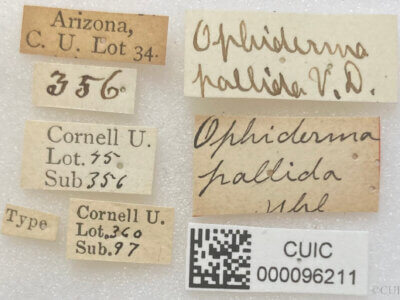 Arizona,
C. U. Lot 34.
356.
Cornell U.
Lot. 45
Sub 356
Type
Cornell U.
Lot. 360
Sub. 97
Ophiderma
pallida V. D.
Ophiderma
pallida
Uhl
CUIC
000096211